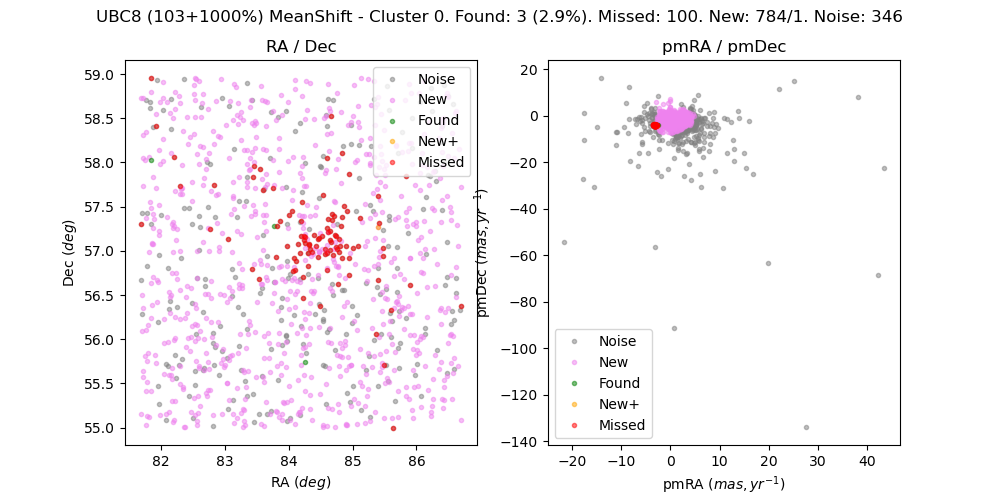 UBC8 (103+1000%) MeanShift - Cluster 0. Found: 3 (2.9%). Missed: 100. New: 784/1. Noise: 346
RA / Dec
59.0
58.5
58.0
57.5
57.0
56.5
56.0
55.5
55.0
Dec (deg)
82 83 84 85 86
RA (deg)
Noise
New
Found
New+
Missed
pmRA / pmDec
20
0
−20
−40
−60
−80
−100
−120
−140
pmDec (mas, yr⁻¹)
−20 −10 0 10 20 30 40
pmRA (mas, yr⁻¹)
Noise
New
Found
New+
Missed